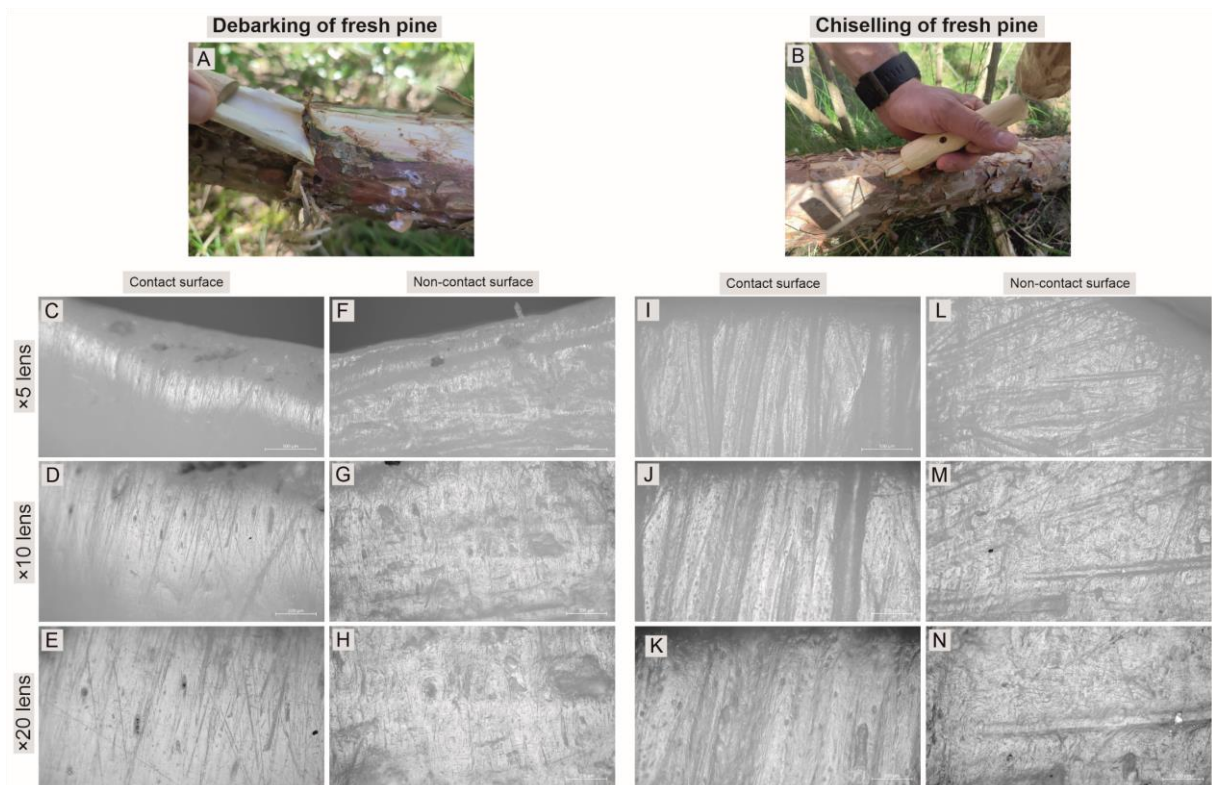 Debarking of fresh pine
Chiselling of fresh pine
A
B
Contact surface
Non-contact surface
Contact surface
Non-contact surface
×5 lens
C
F
I
L
×10 lens
D
G
J
M
×20 lens
E
H
K
N